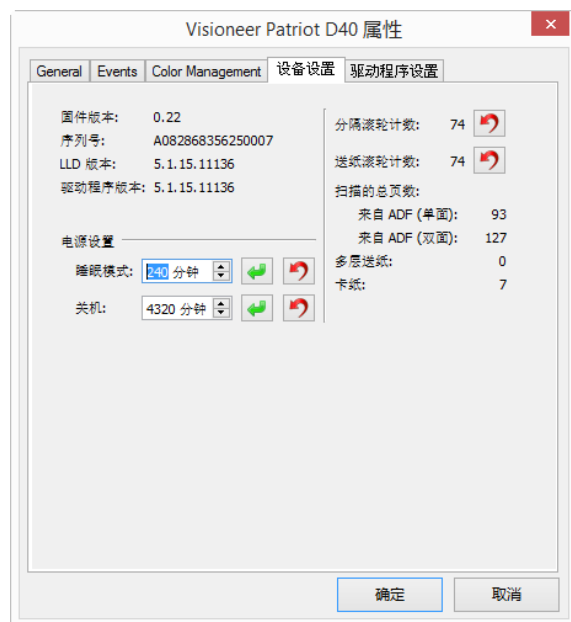 Visioneer Patriot D40 属性
General Events Color Management 设备设置 驱动程序设置
固件版本: 0.22
序列号: A082868356250007
LLD 版本: 5.1.15.11136
驱动程序版本: 5.1.15.11136
电源设置
睡眠模式: 240 分钟
关机: 4320 分钟
分隔滚轮计数: 74
送纸滚轮计数: 74
扫描的总页数:
来自 ADF (单面): 93
来自 ADF (双面): 127
多层送纸: 0
卡纸: 7
确定 取消